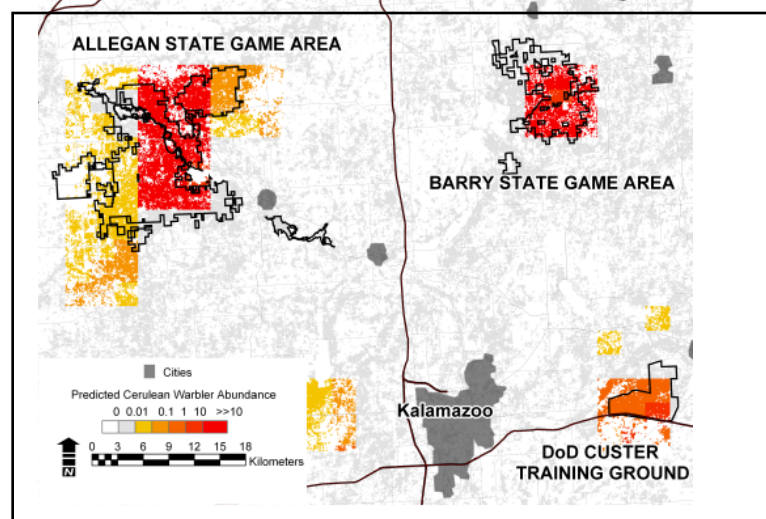 ALLEGAN STATE GAME AREA
BARRY STATE GAME AREA
Cities
Predicted Cerulean Warbler Abundance
0 0.01 0.1 1 10 >>10
N
0 3 6 9 12 15 18
Kilometers
Kalamazoo
DoD CUSTER
TRAINING GROUND